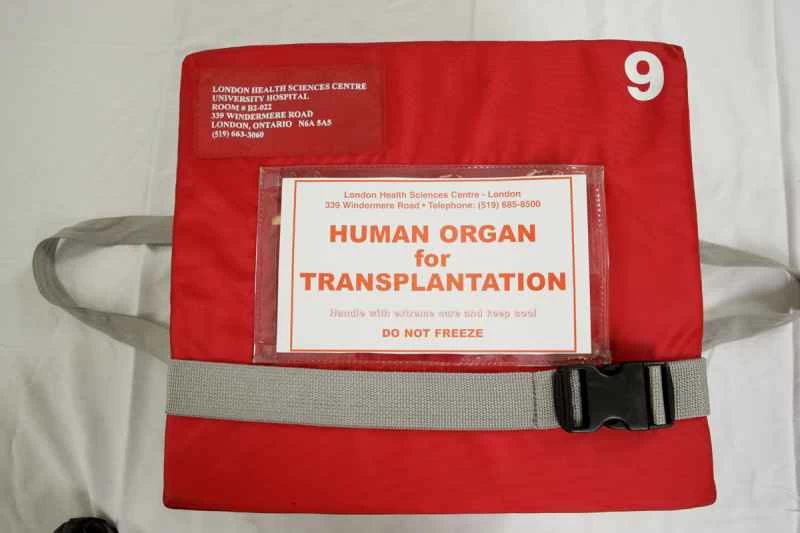 LONDON HEALTH SCIENCES CENTRE
UNIVERSITY HOSPITAL
ROOM # B2-022
339 WINDERMERE ROAD
LONDON, ONTARIO N6A 5A5
(519) 663-3060
9
London Health Sciences Centre - London
339 Windermere Road • Telephone: (519) 685-8500
HUMAN ORGAN
for
TRANSPLANTATION
Handle with extreme care and keep cool
DO NOT FREEZE